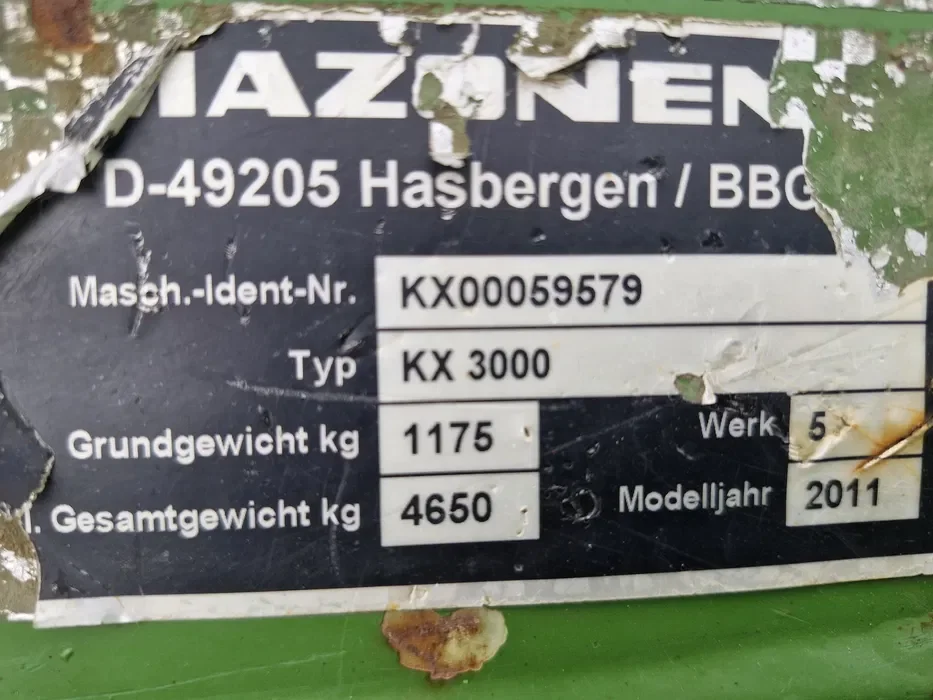 MAZONEN
D-49205 Hasbergen / BBG
Masch.-Ident-Nr. KX00059579
Typ KX 3000
Grundgewicht kg 1175 Werk 5
l. Gesamtgewicht kg 4650 Modelljahr 2011